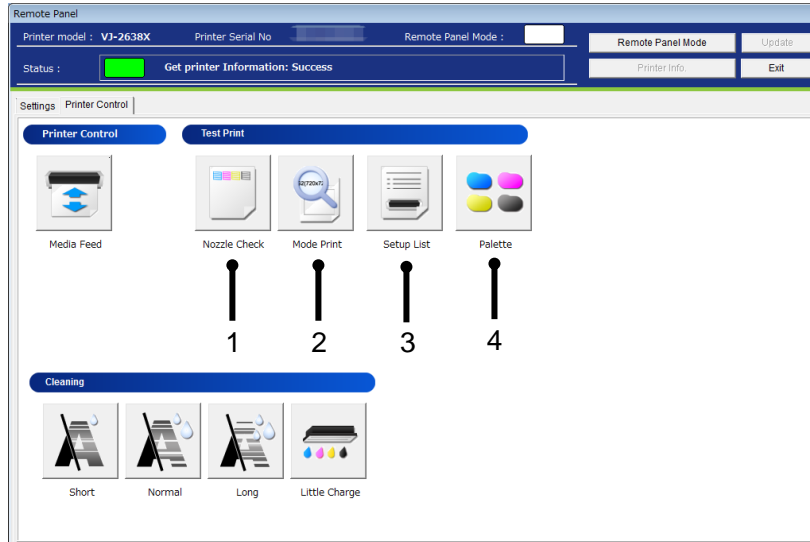 Remote Panel
Printer model : VJ-2638X Printer Serial No Remote Panel Mode :
Remote Panel Mode Update
Status : Get printer Information: Success
Printer Info. Exit
Settings Printer Control
Printer Control Test Print
Media Feed Nozzle Check Mode Print Setup List Palette
1 2 3 4
Cleaning
Short Normal Long Little Charge